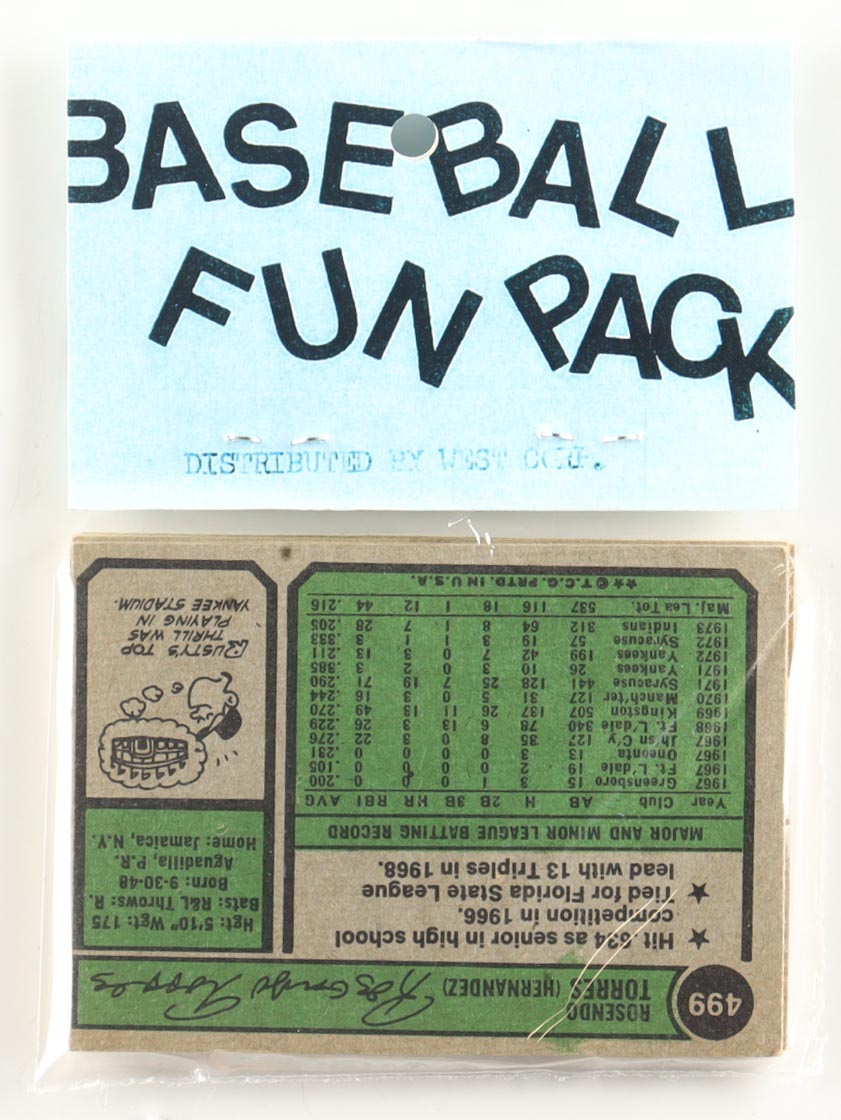 BASEBALL
FUN PACK
DISTRIBUTED BY WEST CORP.
499
ROSENDO
TORRES (HERNANDEZ)
Hgt: 5'10" Wgt: 175
Bats: R&L Throws: R.
Born: 9-30-48
Aguadilla, P.R.
Home: Jamaica, N.Y.
★ Hit .634 as senior in high school
competition in 1966.
★ Tied for Florida State League
lead with 13 Triples in 1968.
MAJOR AND MINOR LEAGUE BATTING RECORD
Year Club AB H 2B 3B HR RBI AVG
1967 Greensboro 15 3 1 0 0 0 .200
1967 Ft. L'dale 19 2 0 0 0 0 .105
1967 Oneonta 13 3 0 0 0 0 .231
1967 Jh'sn C'y 127 35 8 0 3 22 .276
1968 Ft. L'dale 340 78 6 13 3 26 .229
1969 Kingston 507 137 26 11 13 49 .270
1970 Manch'ter 127 31 5 0 3 16 .244
1971 Syracuse 441 128 25 7 19 71 .290
1971 Yankees 26 10 3 0 2 3 .385
1972 Yankees 199 42 7 0 3 13 .211
1972 Syracuse 57 19 3 1 1 3 .333
1973 Indians 312 64 8 1 7 28 .205
Maj. Lea Tot. 537 116 18 1 12 44 .216
★★©T.C.G. PRTD. IN U.S.A.
RUSTY'S TOP
THRILL WAS
PLAYING IN
YANKEE STADIUM.